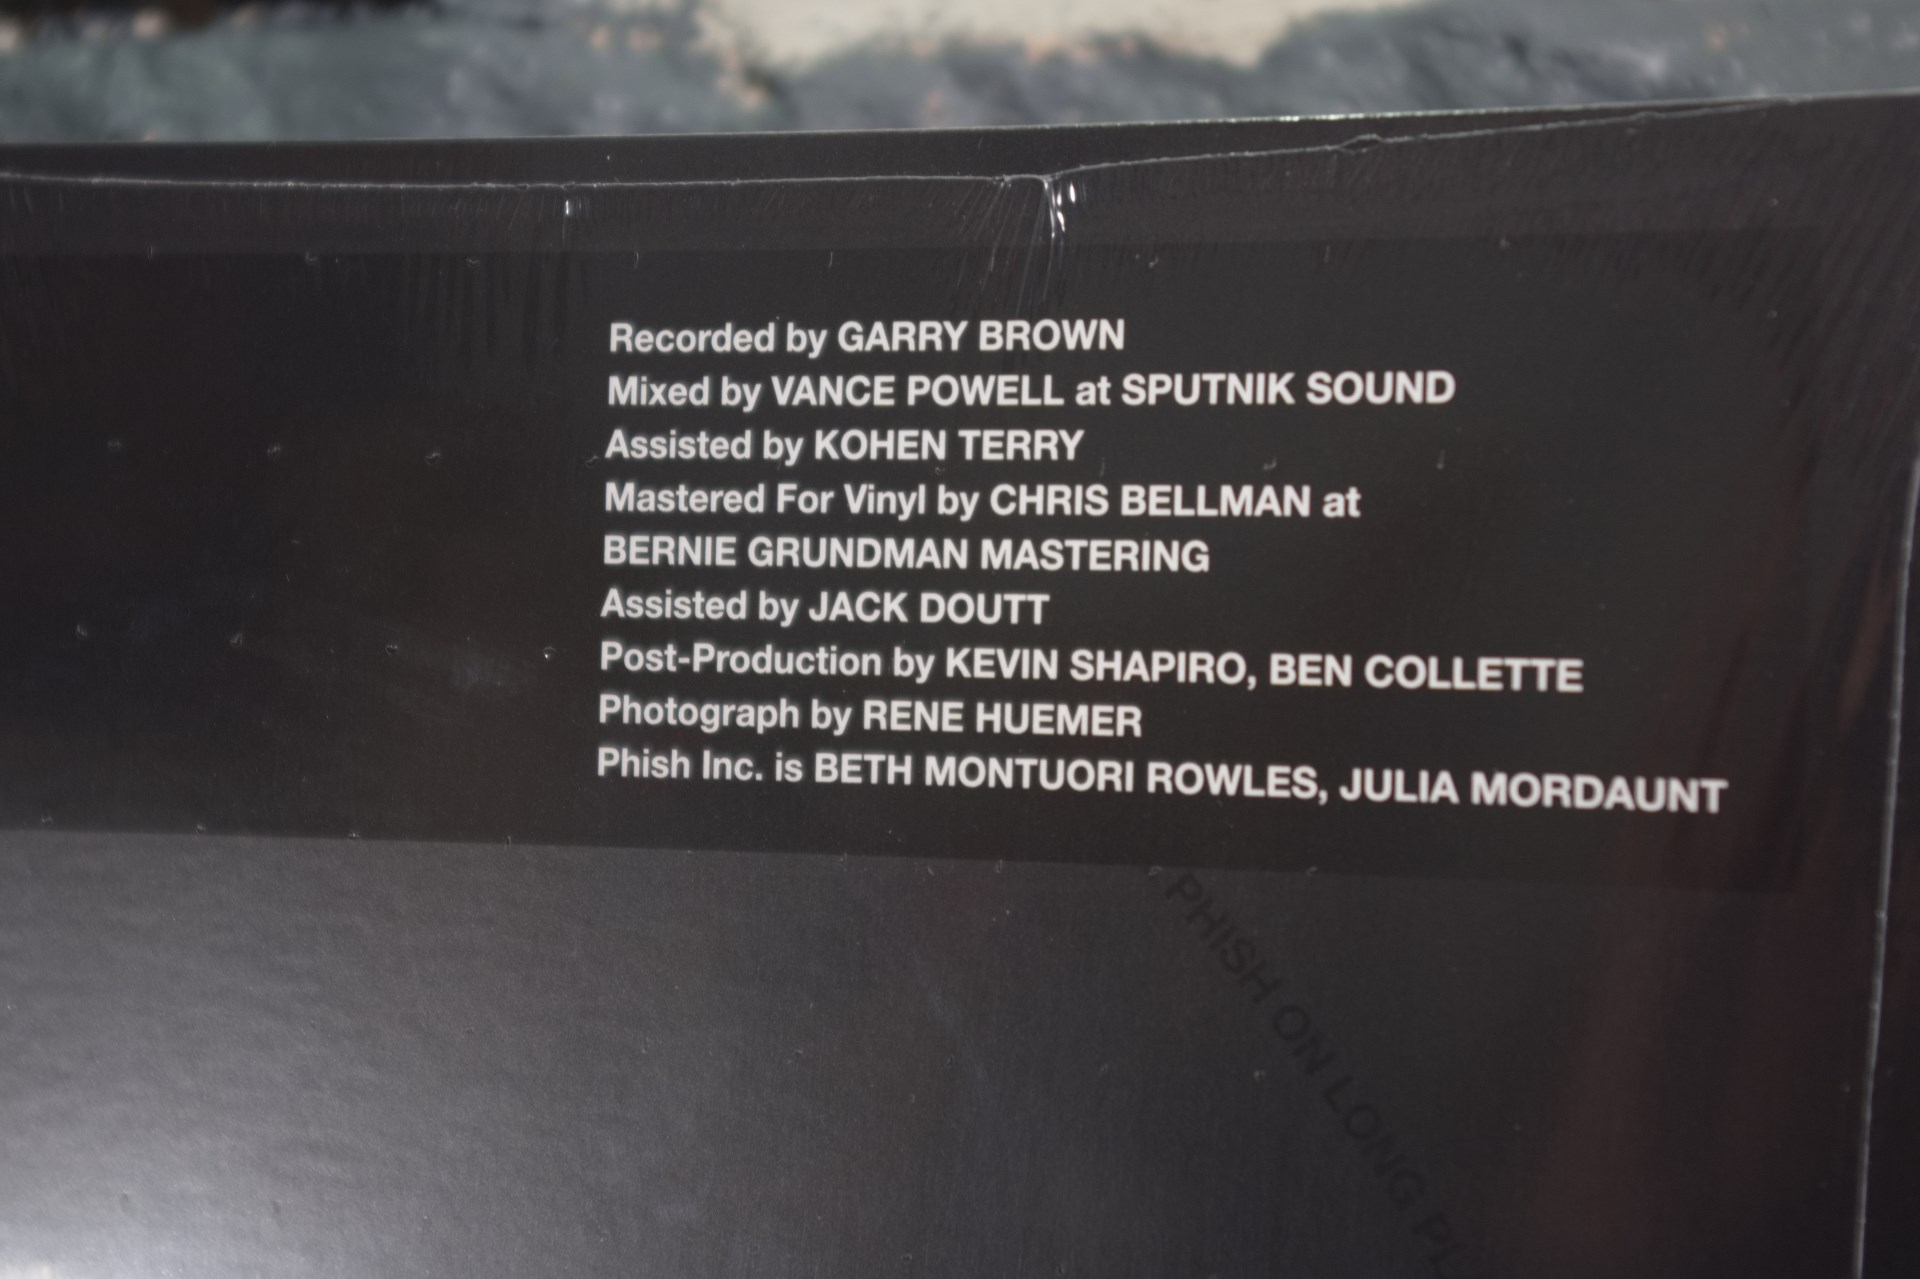 Recorded by GARRY BROWN
Mixed by VANCE POWELL at SPUTNIK SOUND
Assisted by KOHEN TERRY
Mastered For Vinyl by CHRIS BELLMAN at
BERNIE GRUNDMAN MASTERING
Assisted by JACK DOUTT
Post-Production by KEVIN SHAPIRO, BEN COLLETTE
Photograph by RENE HUEMER
Phish Inc. is BETH MONTUORI ROWLES, JULIA MORDAUNT
PHISH ON LONG